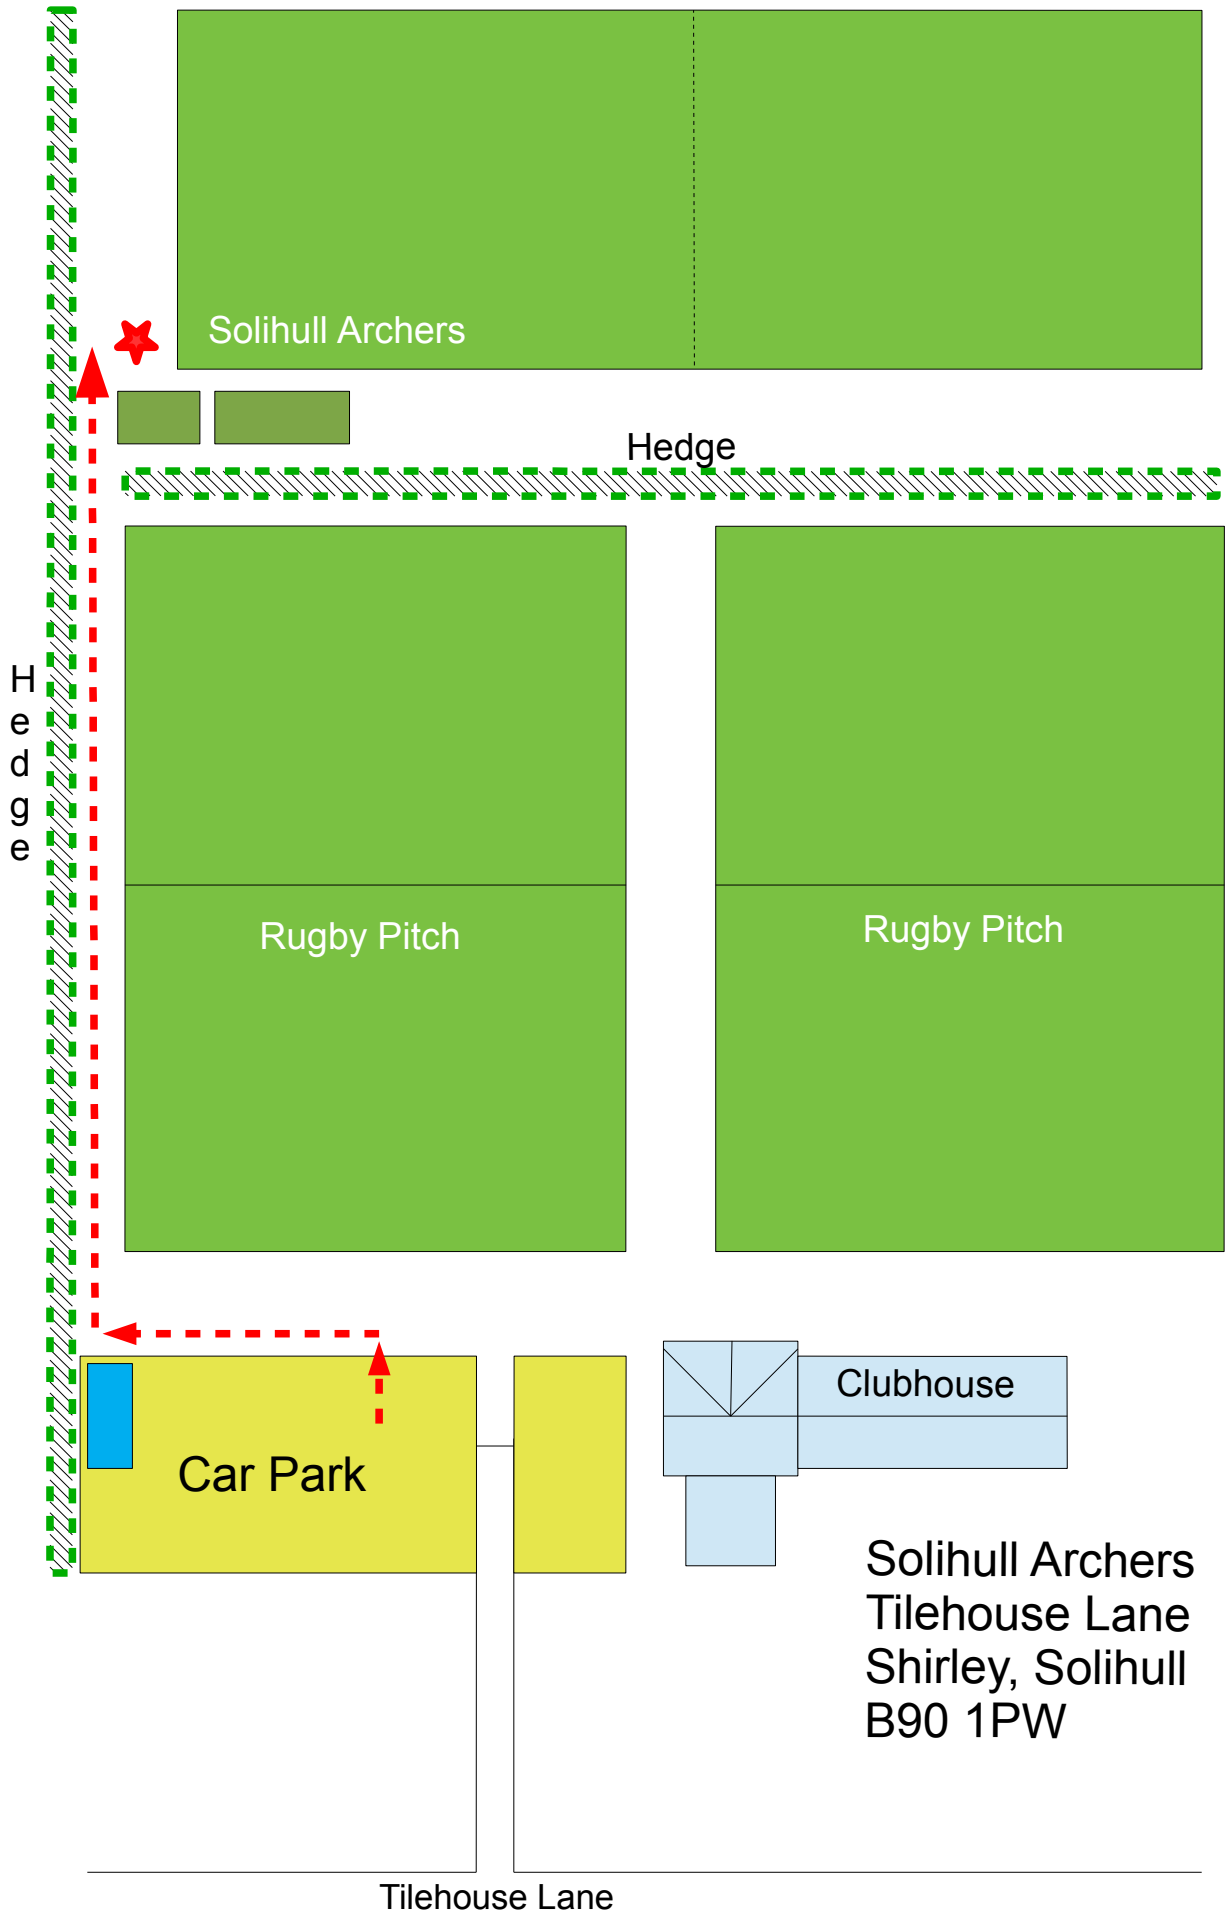 Solihull Archers
Hedge
H
e
d
g
e
Rugby Pitch
Rugby Pitch
Clubhouse
Car Park
Solihull Archers
Tilehouse Lane
Shirley, Solihull
B90 1PW
Tilehouse Lane